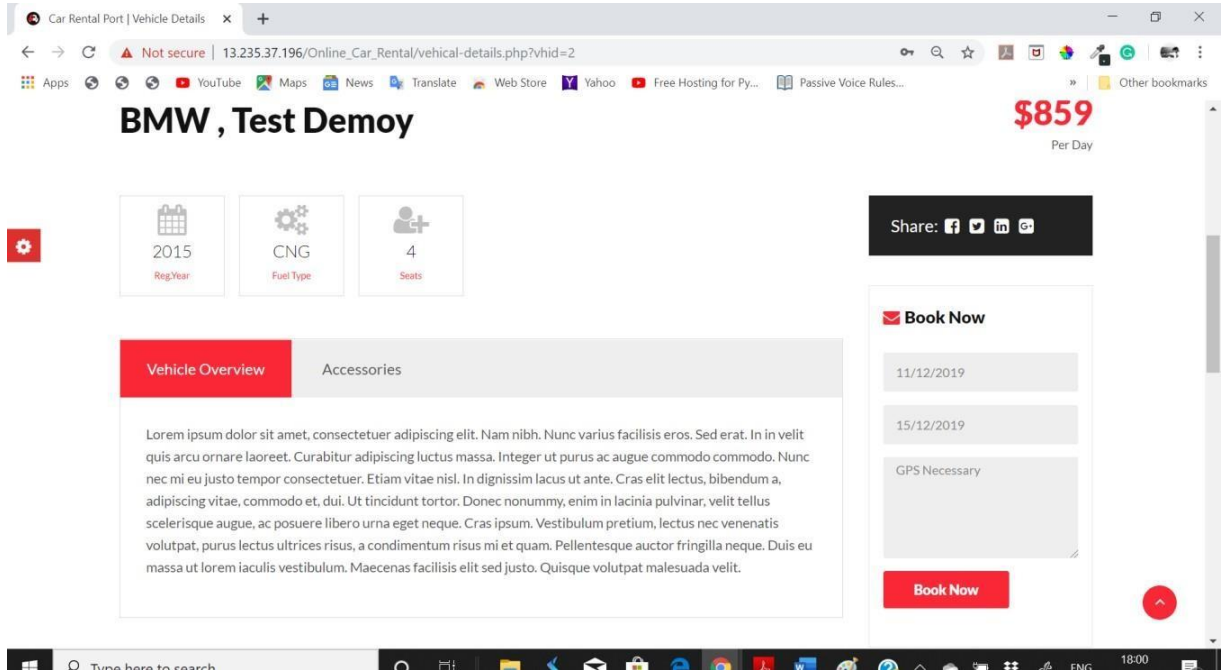 Car Rental Port | Vehicle Details
Not secure | 13.235.37.196/Online_Car_Rental/vehical-details.php?vhid=2
Apps YouTube Maps News Translate Web Store Yahoo Free Hosting for Py... Passive Voice Rules... » Other bookmarks
BMW , Test Demoy
$859
Per Day
2015
Reg.Year
CNG
Fuel Type
4
Seats
Share:
Vehicle Overview Accessories
Lorem ipsum dolor sit amet, consectetuer adipiscing elit. Nam nibh. Nunc varius facilisis eros. Sed erat. In in velit
quis arcu ornare laoreet. Curabitur adipiscing luctus massa. Integer ut purus ac augue commodo commodo. Nunc
nec mi eu justo tempor consectetuer. Etiam vitae nisl. In dignissim lacus ut ante. Cras elit lectus, bibendum a,
adipiscing vitae, commodo et, dui. Ut tincidunt tortor. Donec nonummy, enim in lacinia pulvinar, velit tellus
scelerisque augue, ac posuere libero urna eget neque. Cras ipsum. Vestibulum pretium, lectus nec venenatis
volutpat, purus lectus ultrices risus, a condimentum risus mi et quam. Pellentesque auctor fringilla neque. Duis eu
massa ut lorem iaculis vestibulum. Maecenas facilisis elit sed justo. Quisque volutpat malesuada velit.
Book Now
11/12/2019
15/12/2019
GPS Necessary
Book Now
Type here to search
ENG
18:00